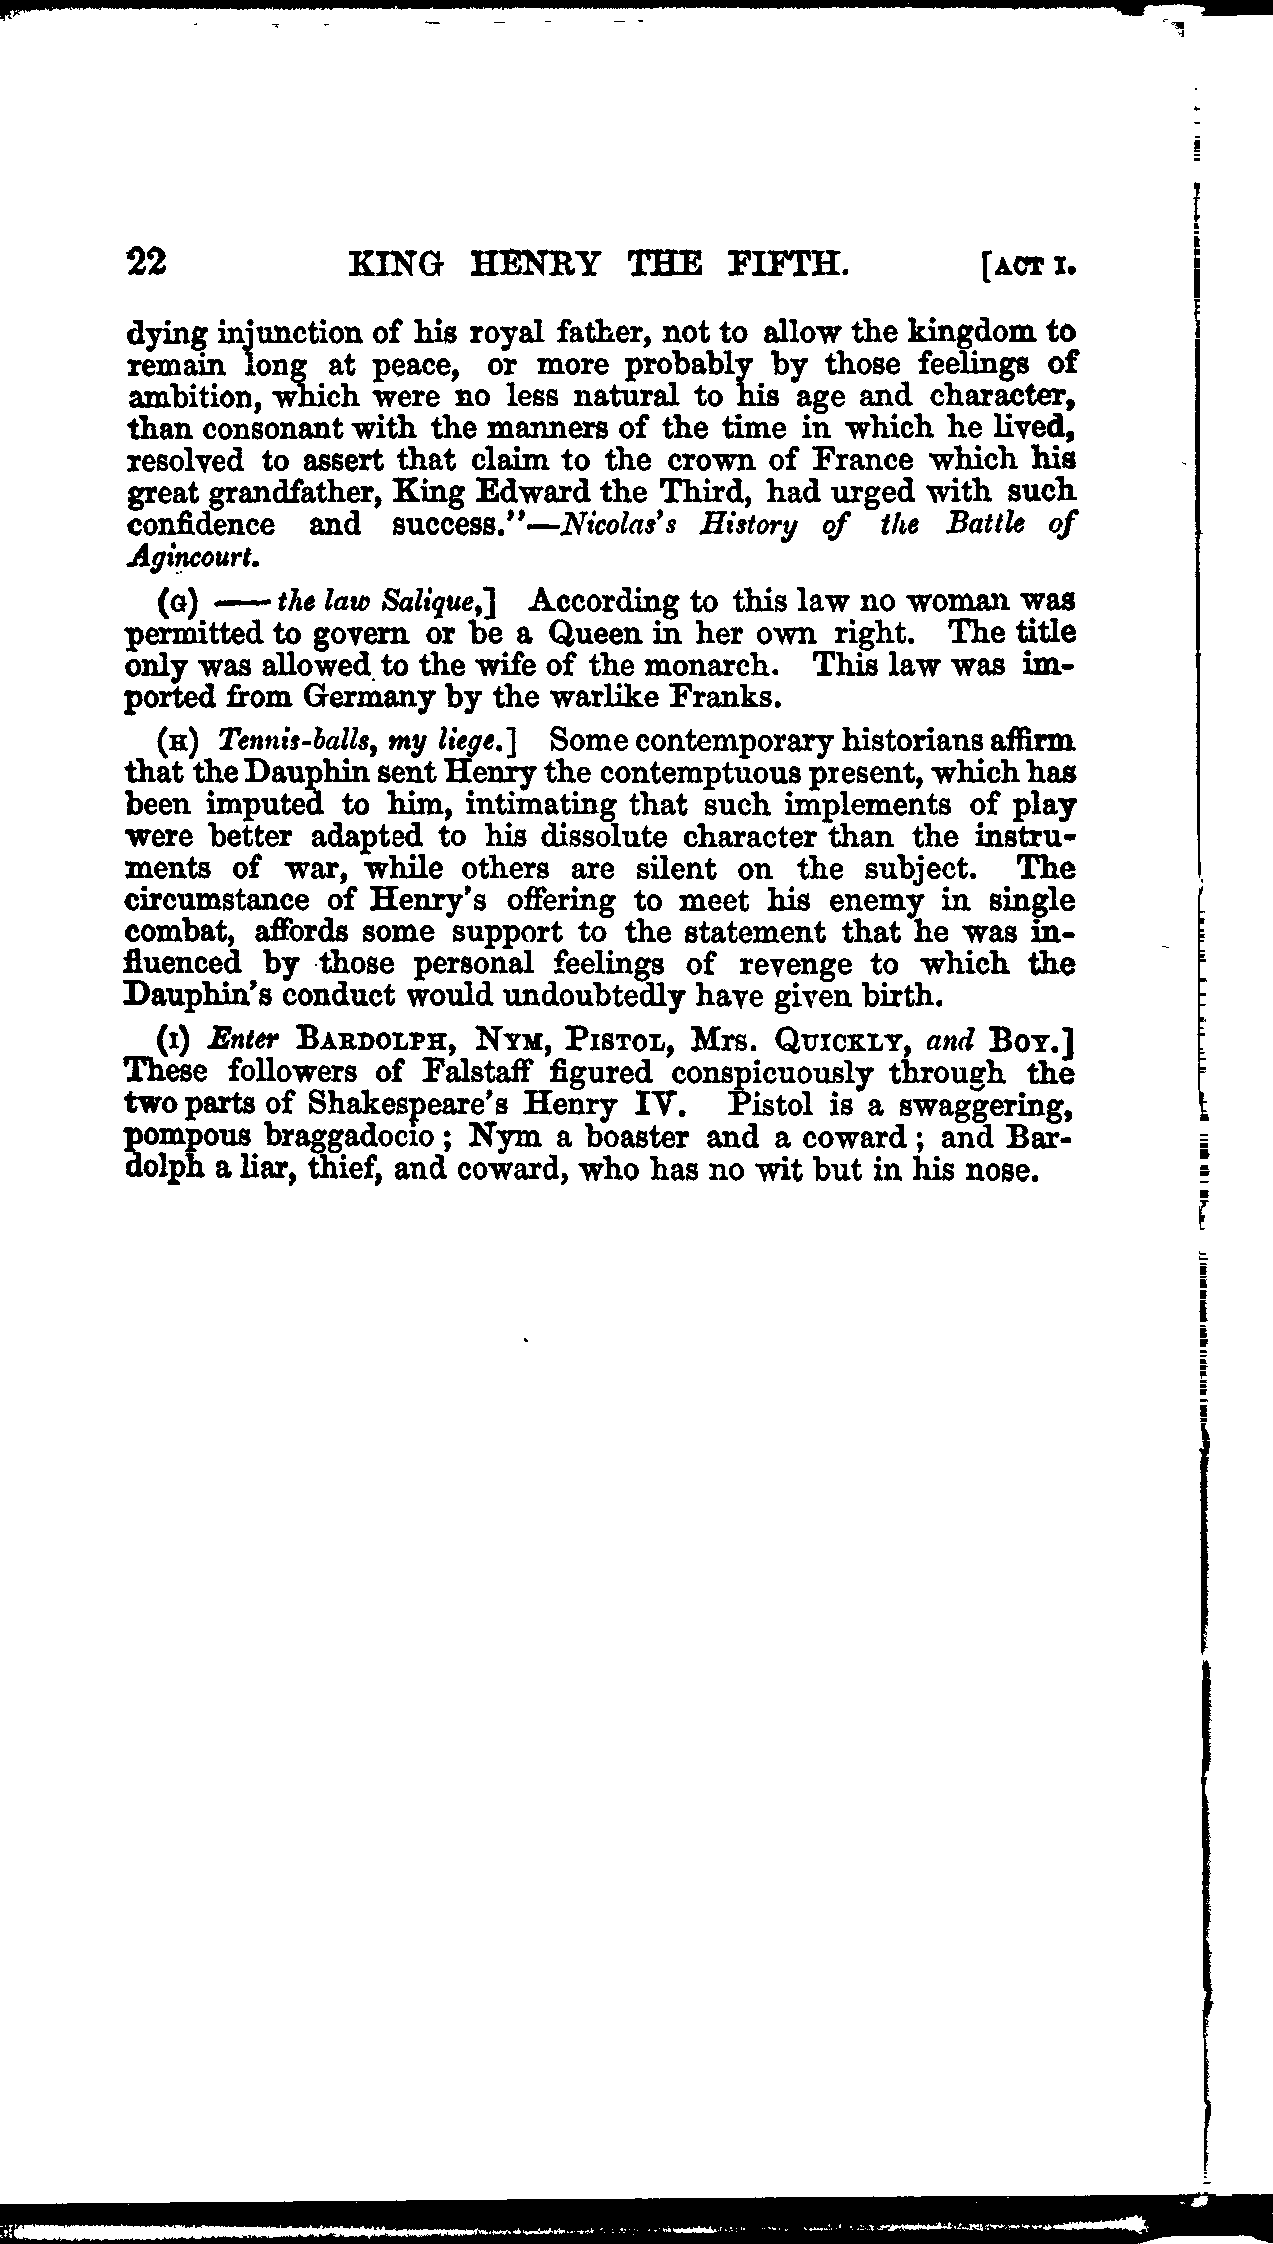 22 KING HENRY THE FIFTH. [ACT I.
dying injunction of his royal father, not to allow the kingdom to
remain long at peace, or more probably by those feelings of
ambition, which were no less natural to his age and character,
than consonant with the manners of the time in which he lived,
resolved to assert that claim to the crown of France which his
great grandfather, King Edward the Third, had urged with such
confidence and success."—Nicolas's History of the Battle of
Agincourt.
(G) —— the law Salique,] According to this law no woman was
permitted to govern or be a Queen in her own right. The title
only was allowed to the wife of the monarch. This law was im-
ported from Germany by the warlike Franks.
(H) Tennis-balls, my liege.] Some contemporary historians affirm
that the Dauphin sent Henry the contemptuous present, which has
been imputed to him, intimating that such implements of play
were better adapted to his dissolute character than the instru-
ments of war, while others are silent on the subject. The
circumstance of Henry's offering to meet his enemy in single
combat, affords some support to the statement that he was in-
fluenced by those personal feelings of revenge to which the
Dauphin's conduct would undoubtedly have given birth.
(I) Enter BARDOLPH, NYM, PISTOL, Mrs. QUICKLY, and BOY.]
These followers of Falstaff figured conspicuously through the
two parts of Shakespeare's Henry IV. Pistol is a swaggering,
pompous braggadocio; Nym a boaster and a coward; and Bar-
dolph a liar, thief, and coward, who has no wit but in his nose.